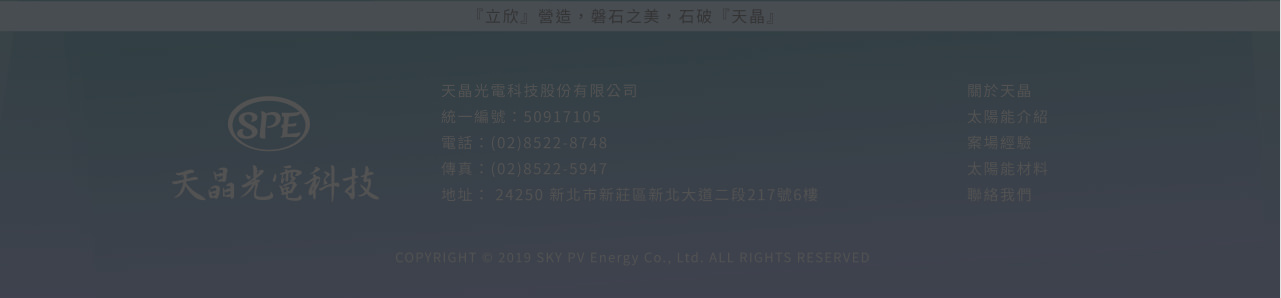 『立欣』營造，磐石之美，石破『天晶』
SPE
天晶光電科技
天晶光電科技股份有限公司
統一編號：50917105
電話：(02)8522-8748
傳真：(02)8522-5947
地址： 24250 新北市新莊區新北大道二段217號6樓
關於天晶
太陽能介紹
案場經驗
太陽能材料
聯絡我們
COPYRIGHT © 2019 SKY PV Energy Co., Ltd. ALL RIGHTS RESERVED